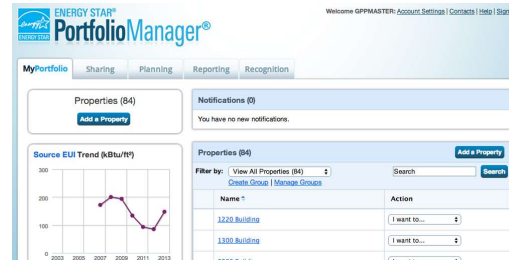 ENERGY STAR®
PortfolioManager®
ENERGY STAR
Welcome GPPMASTER: Account Settings | Contacts | Help | Sign
MyPortfolio Sharing Planning Reporting Recognition
Properties (84)
Add a Property
Notifications (0)
You have no new notifications.
Source EUI Trend (kBtu/ft²)
300
200
100
0
2003 2005 2007 2009 2011 2013
Properties (84) Add a Property
Filter by: View All Properties (84) Search Search
Create Group | Manage Groups
Name Action
1220 Building I want to...
1300 Building I want to...